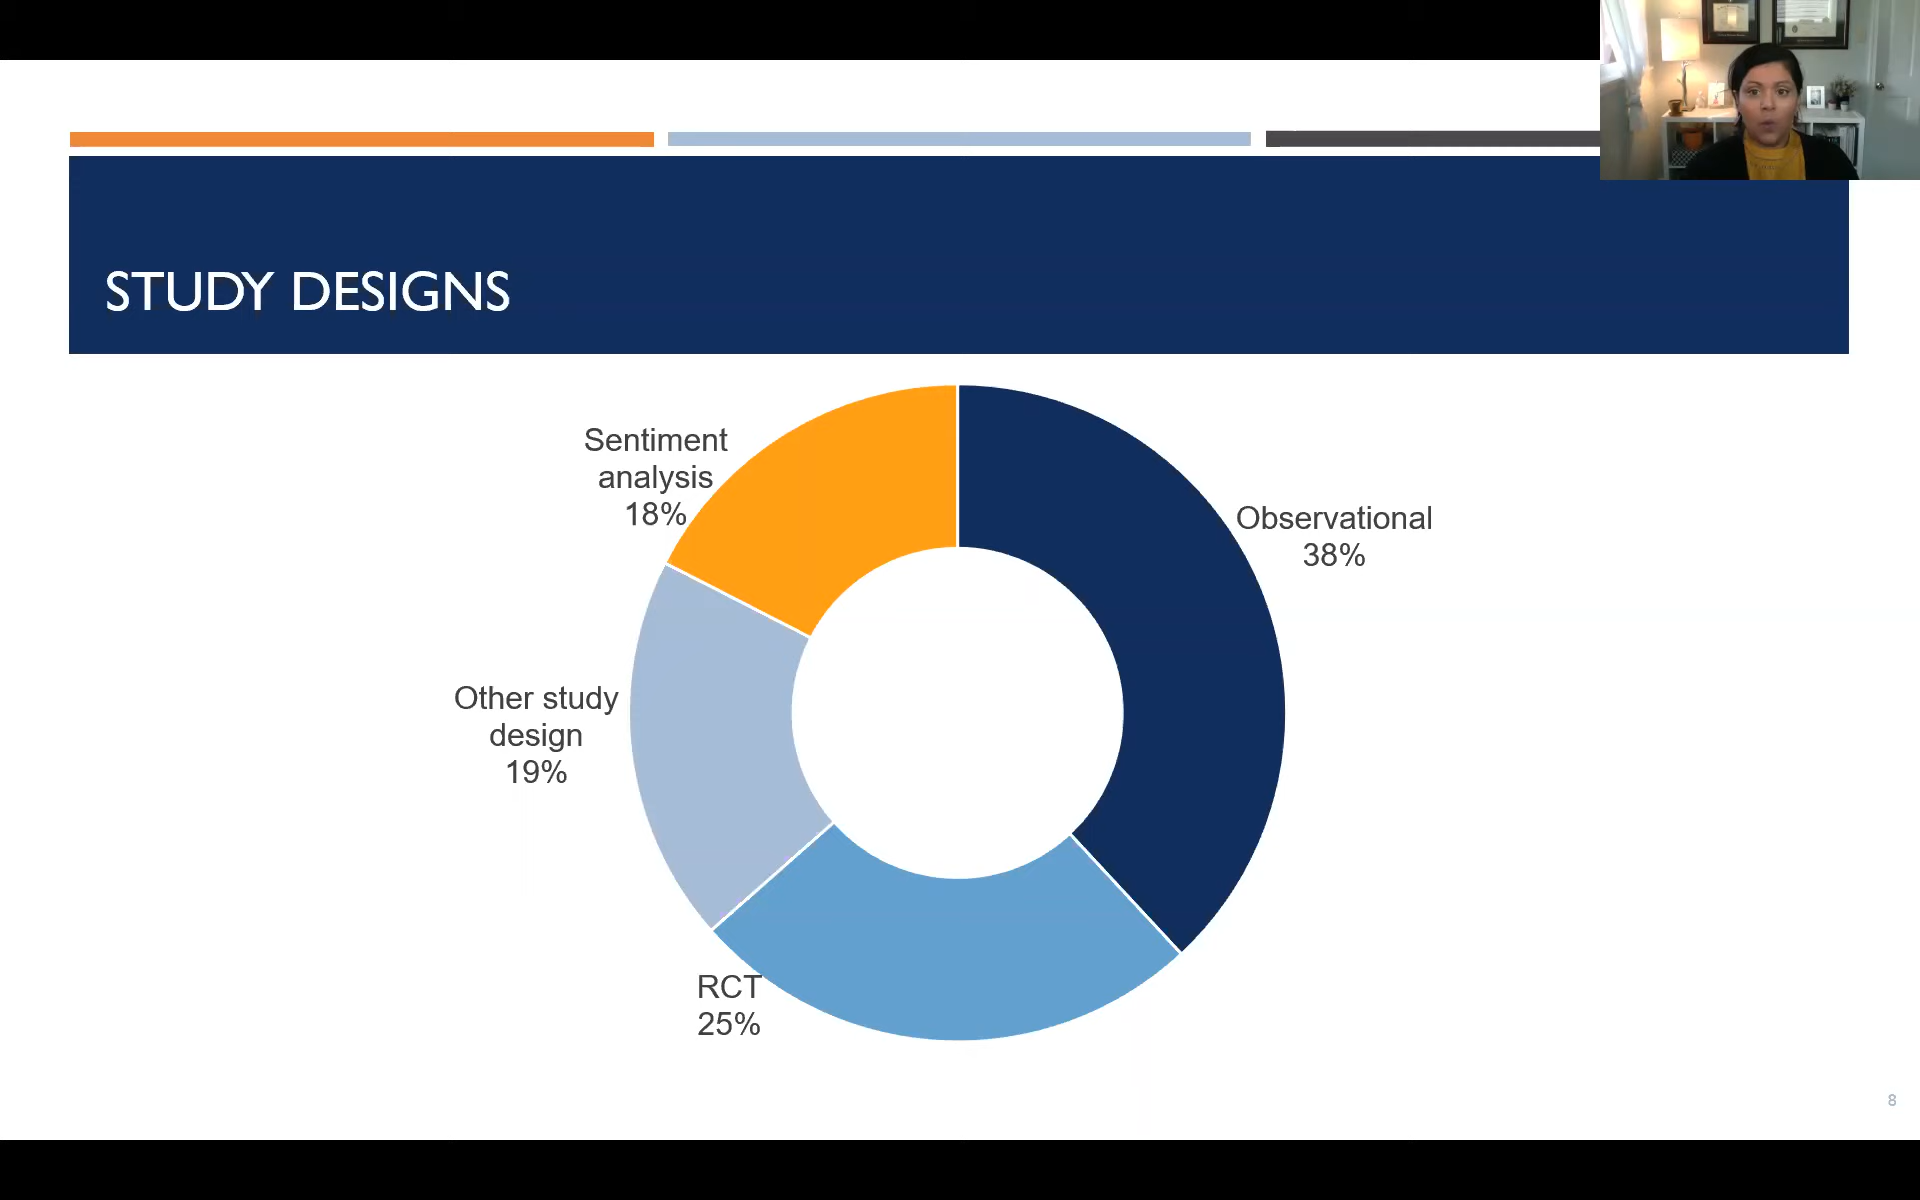 STUDY DESIGNS
Sentiment
analysis
18%
Observational
38%
Other study
design
19%
RCT
25%
8